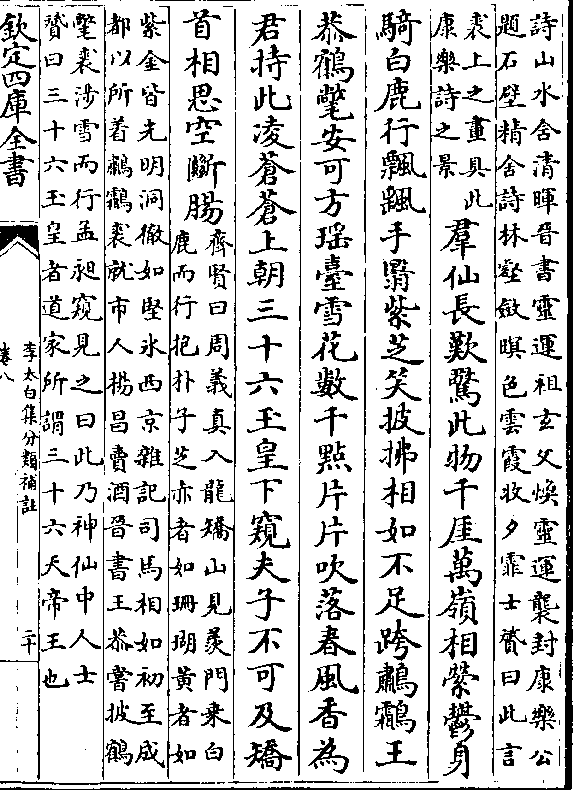 詩山水含清暉晉書靈運祖玄父煥靈運襲封康樂公
題石壁精舍詩林壑斂暝色雲霞收夕霏士贇曰此言
裘上之畫具此
康樂詩之景
羣仙長歎驚此物千厓萬嶺相縈鬱身
騎白鹿行飄颻手翳紫芝笑披拂相如不足跨鷫鸘王
恭鶴氅安可方瑶臺雪花數千點片片吹落春風香為
君持此凌蒼蒼上朝三十六玉皇下窺夫子不可及矯
首相思空斷腸
齊賢曰周義真入龍嶠山見羨門乗白
鹿而行抱朴子芝赤者如珊瑚黃者如
紫金皆光明洞徹如堅氷西京雜記司馬相如初至成
都以所着鷫鸘裘就市人楊昌賣酒晉書王恭嘗披鶴
氅裘涉雪而行孟昶窺見之曰此乃神仙中人士
贇曰三十六玉皇者道家所謂三十六天帝王也
欽定四庫全書
李太白集分類補註
卷八
二十